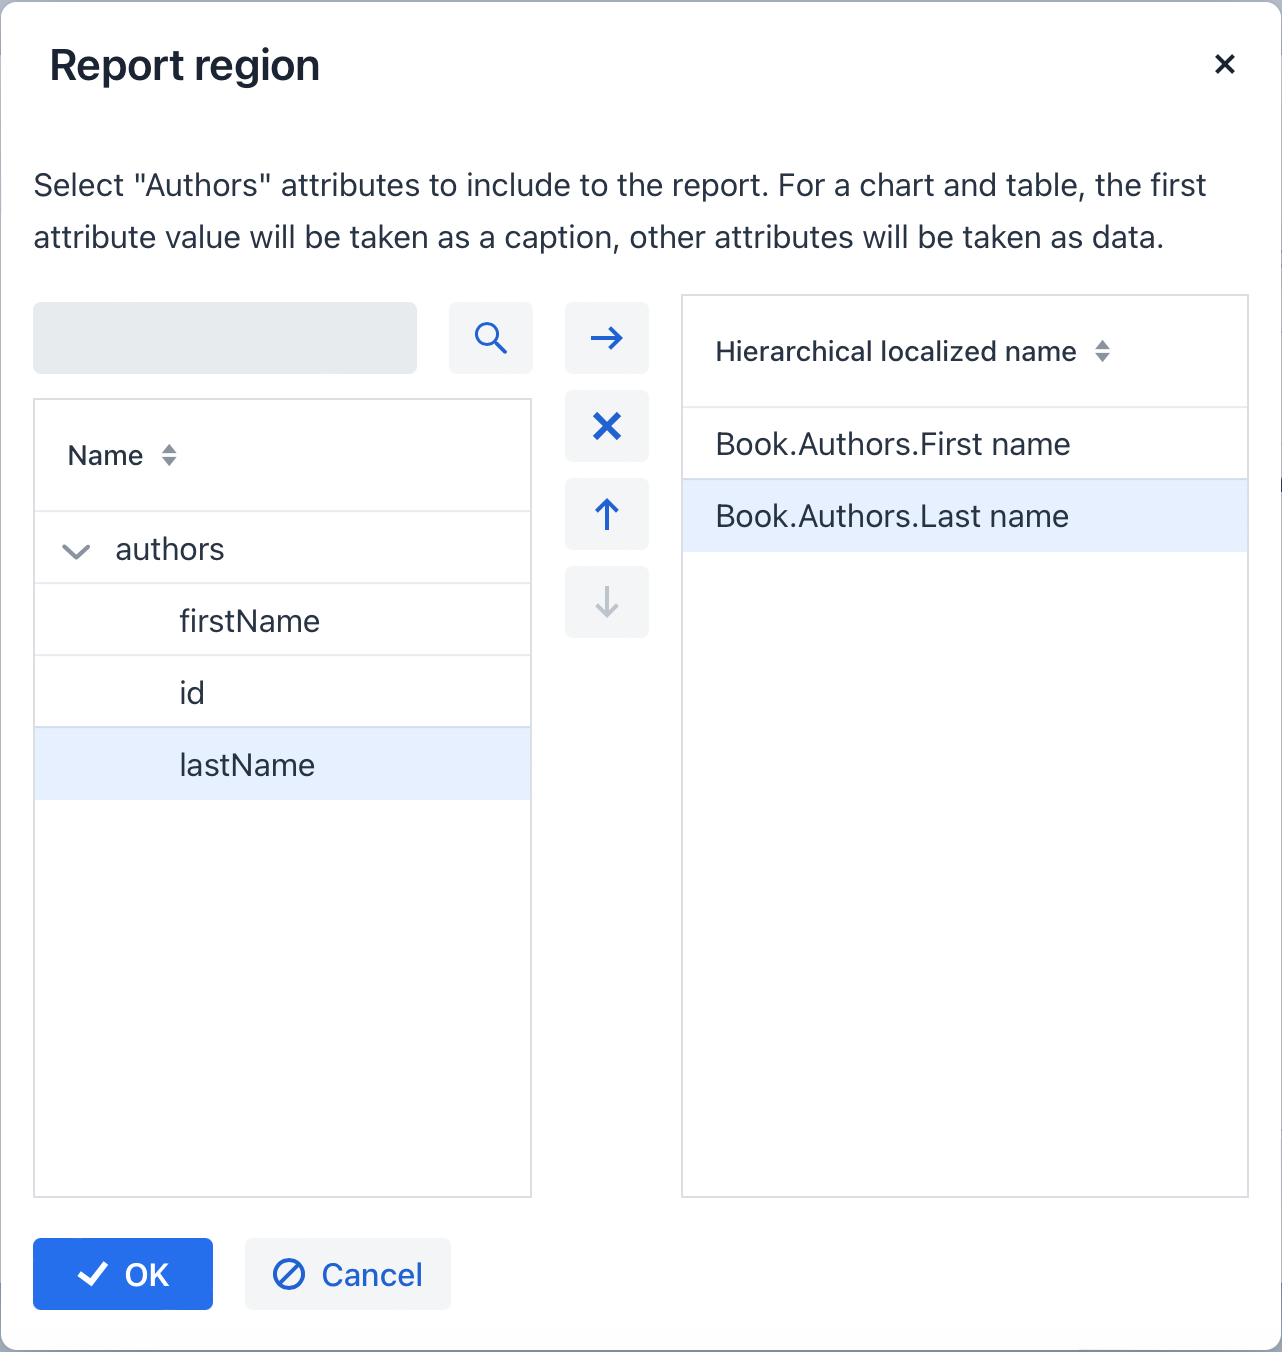 Report region
Select "Authors" attributes to include to the report. For a chart and table, the first
attribute value will be taken as a caption, other attributes will be taken as data.
Name
authors
firstName
id
lastName
Hierarchical localized name
Book.Authors.First name
Book.Authors.Last name
OK
Cancel